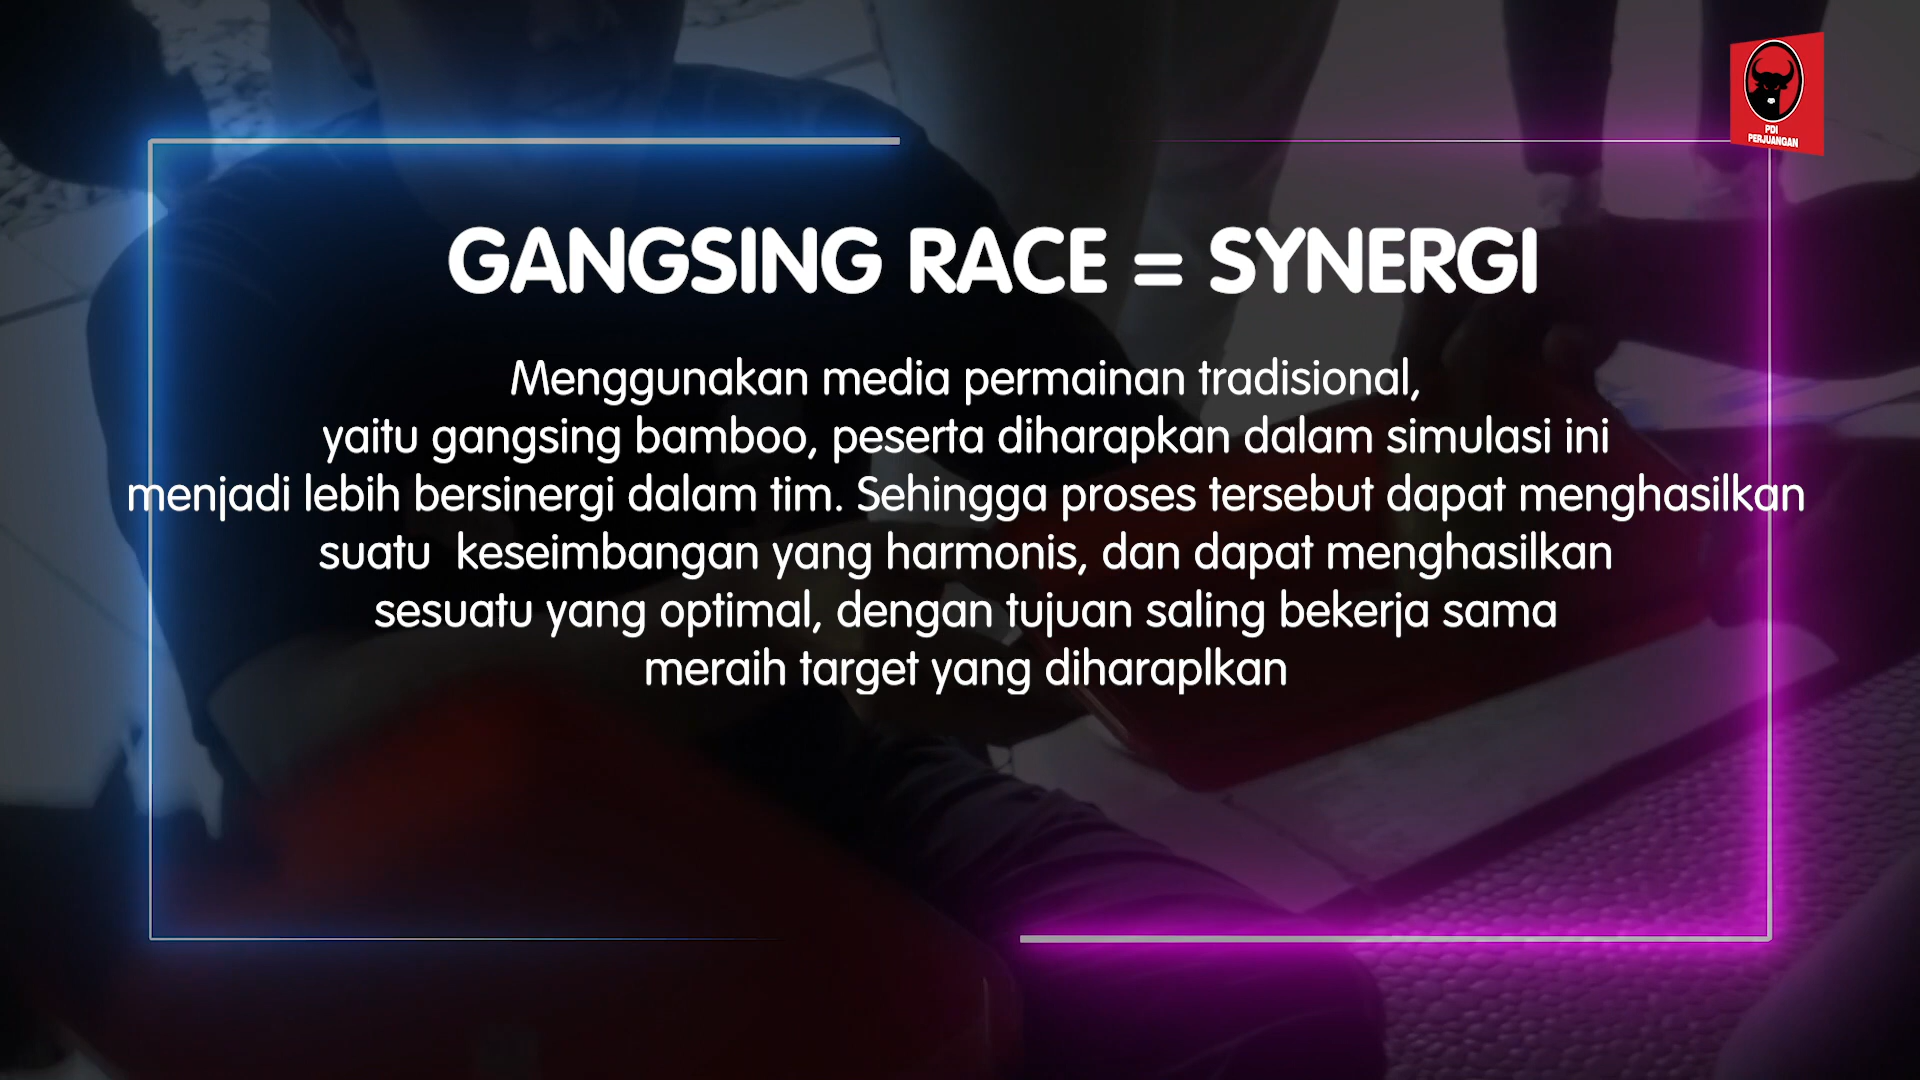 PDI
PERJUANGAN
GANGSING RACE = SYNERGI
Menggunakan media permainan tradisional,
yaitu gangsing bamboo, peserta diharapkan dalam simulasi ini
menjadi lebih bersinergi dalam tim. Sehingga proses tersebut dapat menghasilkan
suatu  keseimbangan yang harmonis, dan dapat menghasilkan
sesuatu yang optimal, dengan tujuan saling bekerja sama
meraih target yang diharaplkan